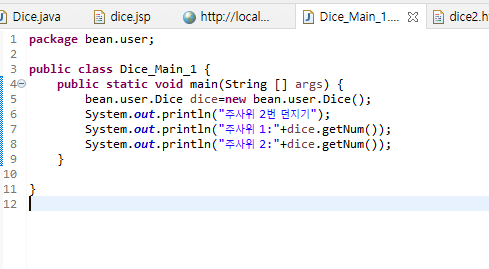 Dice.java dice.jsp http://local... Dice_Main_1.... dice2.h
1 package bean.user;
2
3 public class Dice_Main_1 {
4 public static void main(String [] args) {
5 bean.user.Dice dice=new bean.user.Dice();
6 System.out.println("주사위 2번 던지기");
7 System.out.println("주사위 1:"+dice.getNum());
8 System.out.println("주사위 2:"+dice.getNum());
9 }
10
11 }
12